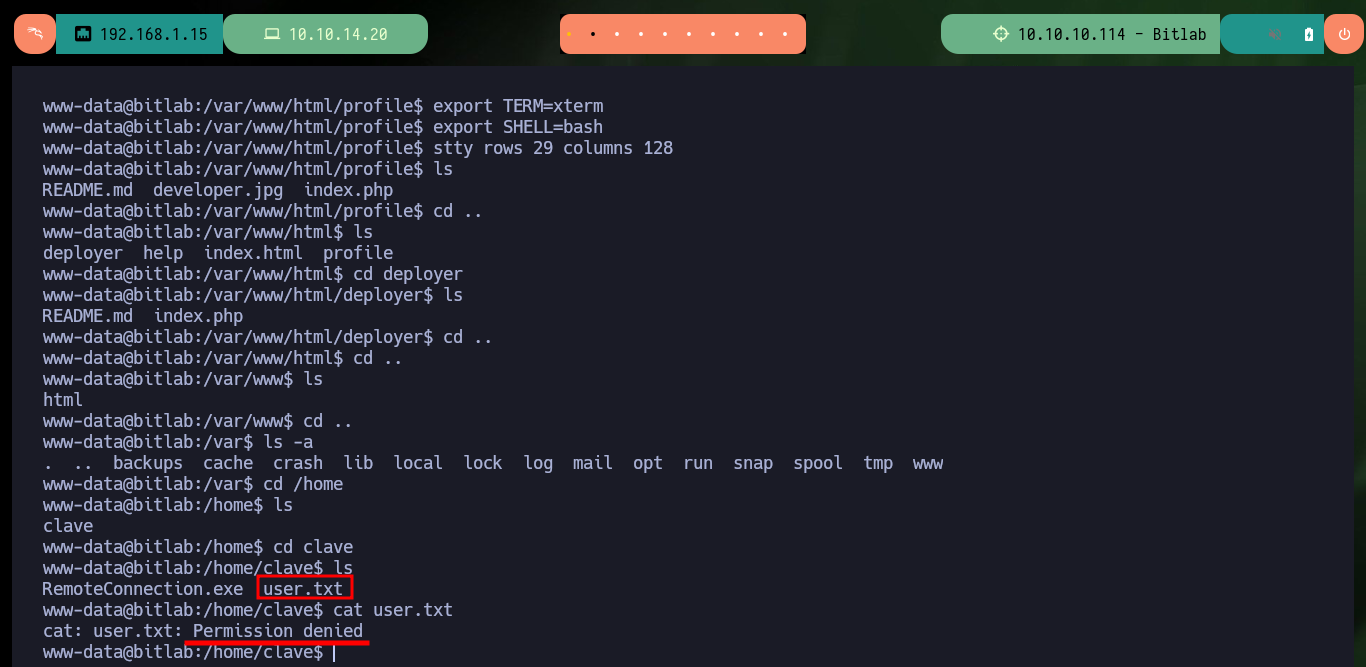 192.168.1.15
10.10.14.20
10.10.10.114 - Bitlab
www-data@bitlab:/var/www/html/profile$ export TERM=xterm
www-data@bitlab:/var/www/html/profile$ export SHELL=bash
www-data@bitlab:/var/www/html/profile$ stty rows 29 columns 128
www-data@bitlab:/var/www/html/profile$ ls
README.md  developer.jpg  index.php
www-data@bitlab:/var/www/html/profile$ cd ..
www-data@bitlab:/var/www/html$ ls
deployer  help  index.html  profile
www-data@bitlab:/var/www/html$ cd deployer
www-data@bitlab:/var/www/html/deployer$ ls
README.md  index.php
www-data@bitlab:/var/www/html/deployer$ cd ..
www-data@bitlab:/var/www/html$ cd ..
www-data@bitlab:/var/www$ ls
html
www-data@bitlab:/var/www$ cd ..
www-data@bitlab:/var$ ls -a
.  ..  backups  cache  crash  lib  local  lock  log  mail  opt  run  snap  spool  tmp  www
www-data@bitlab:/var$ cd /home
www-data@bitlab:/home$ ls
clave
www-data@bitlab:/home$ cd clave
www-data@bitlab:/home/clave$ ls
RemoteConnection.exe  user.txt
www-data@bitlab:/home/clave$ cat user.txt
cat: user.txt: Permission denied
www-data@bitlab:/home/clave$